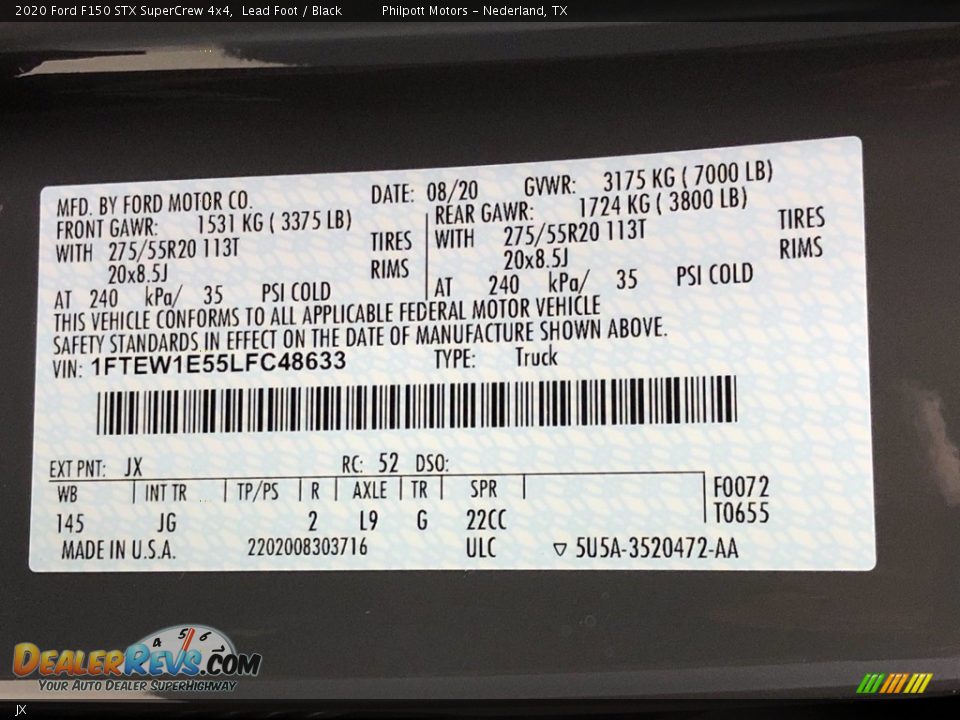 2020 Ford F150 STX SuperCrew 4x4, Lead Foot / Black Philpott Motors - Nederland, TX
MFD. BY FORD MOTOR CO. DATE: 08/20 GVWR: 3175 KG ( 7000 LB)
FRONT GAWR: 1531 KG ( 3375 LB) REAR GAWR: 1724 KG ( 3800 LB)
WITH 275/55R20 113T TIRES WITH 275/55R20 113T TIRES
20x8.5J RIMS 20x8.5J RIMS
AT 240 kPa/ 35 PSI COLD AT 240 kPa/ 35 PSI COLD
THIS VEHICLE CONFORMS TO ALL APPLICABLE FEDERAL MOTOR VEHICLE
SAFETY STANDARDS IN EFFECT ON THE DATE OF MANUFACTURE SHOWN ABOVE.
VIN: 1FTEW1E55LFC48633 TYPE: Truck
EXT PNT: JX RC: 52 DSO:
WB INT TR TP/PS R AXLE TR SPR F0072
145 JG 2 L9 G 22CC T0655
MADE IN U.S.A. 2202008303716 ULC ▽ 5U5A-3520472-AA
4 5 6
DEALERREVS.COM
YOUR AUTO DEALER SUPERHIGHWAY
JX